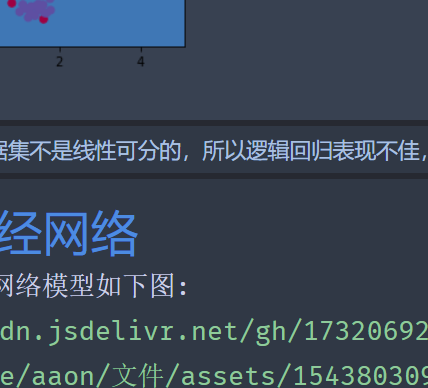 2 4
据集不是线性可分的，所以逻辑回归表现不佳，
经网络
网络模型如下图：
dn.jsdelivr.net/gh/17320692
e/aaon/文件/assets/154380309